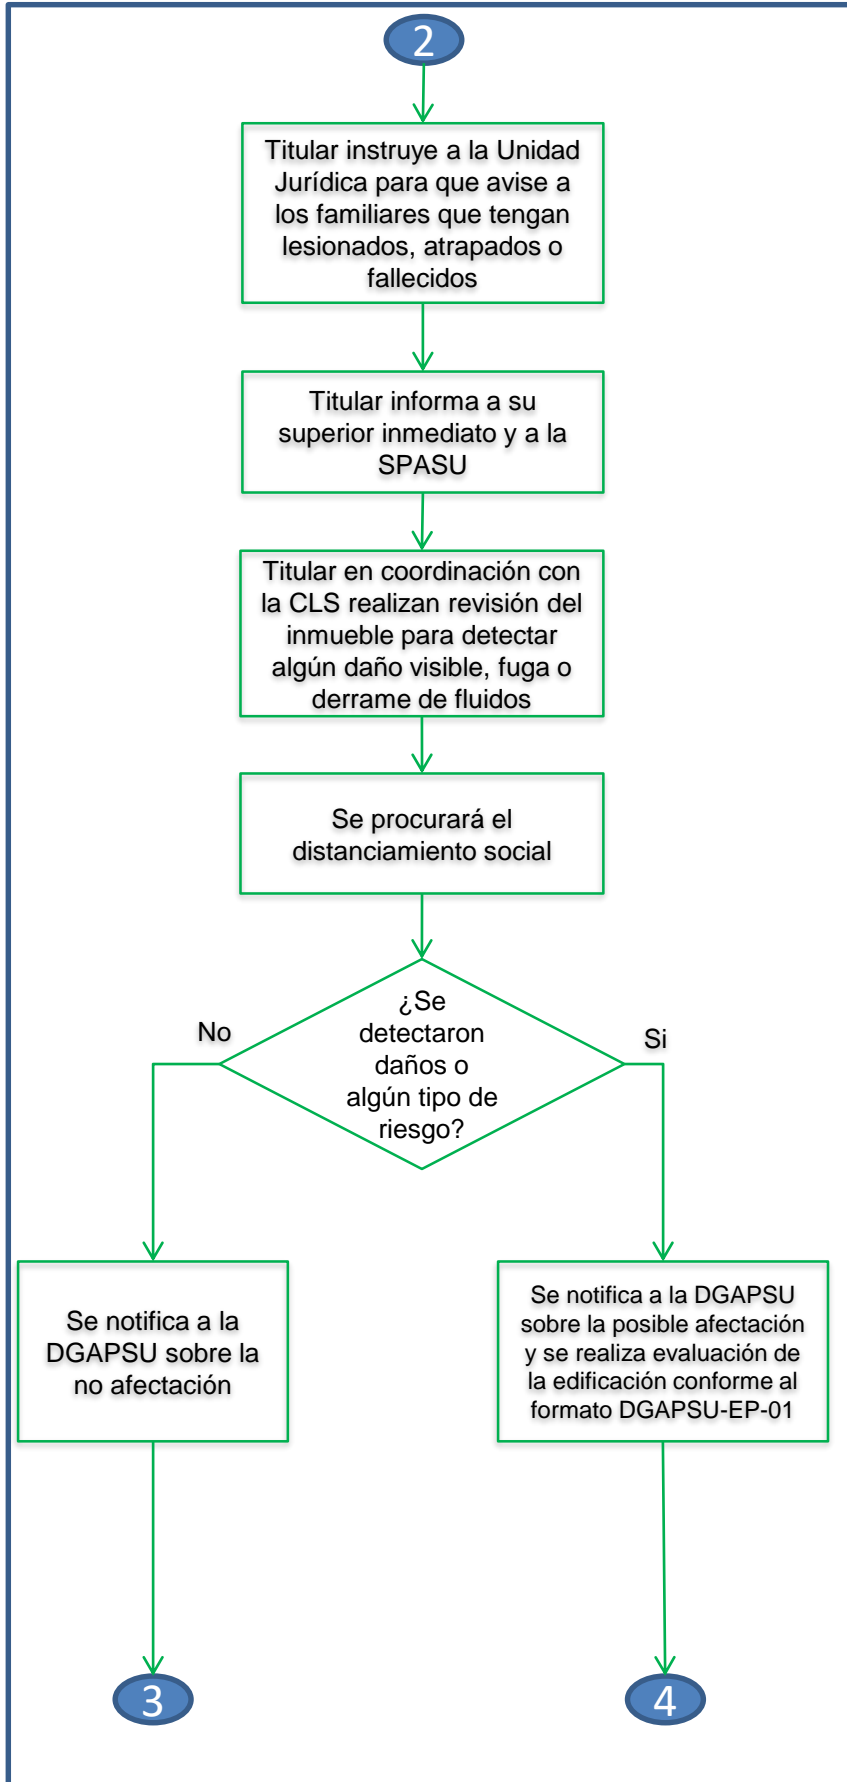 2
Titular instruye a la Unidad
Jurídica para que avise a
los familiares que tengan
lesionados, atrapados o
fallecidos
Titular informa a su
superior inmediato y a la
SPASU
Titular en coordinación con
la CLS realizan revisión del
inmueble para detectar
algún daño visible, fuga o
derrame de fluidos
Se procurará el
distanciamiento social
¿Se
detectaron
daños o
algún tipo de
riesgo?
No
Si
Se notifica a la
DGAPSU sobre la
no afectación
Se notifica a la DGAPSU
sobre la posible afectación
y se realiza evaluación de
la edificación conforme al
formato DGAPSU-EP-01
3
4